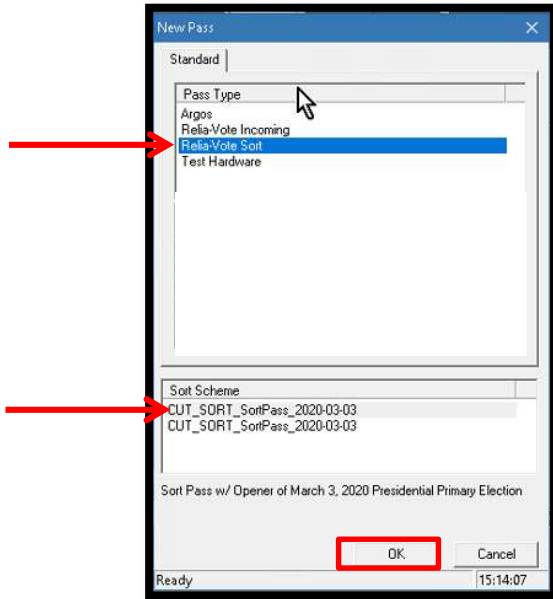 New Pass
Standard
Pass Type
Argos
Relia-Vote Incoming
Relia-Vote Sort
Test Hardware
Sort Scheme
CUT_SORT_SortPass_2020-03-03
CUT_SORT_SortPass_2020-03-03
Sort Pass w/ Opener of March 3, 2020 Presidential Primary Election
OK Cancel
Ready 15:14:07